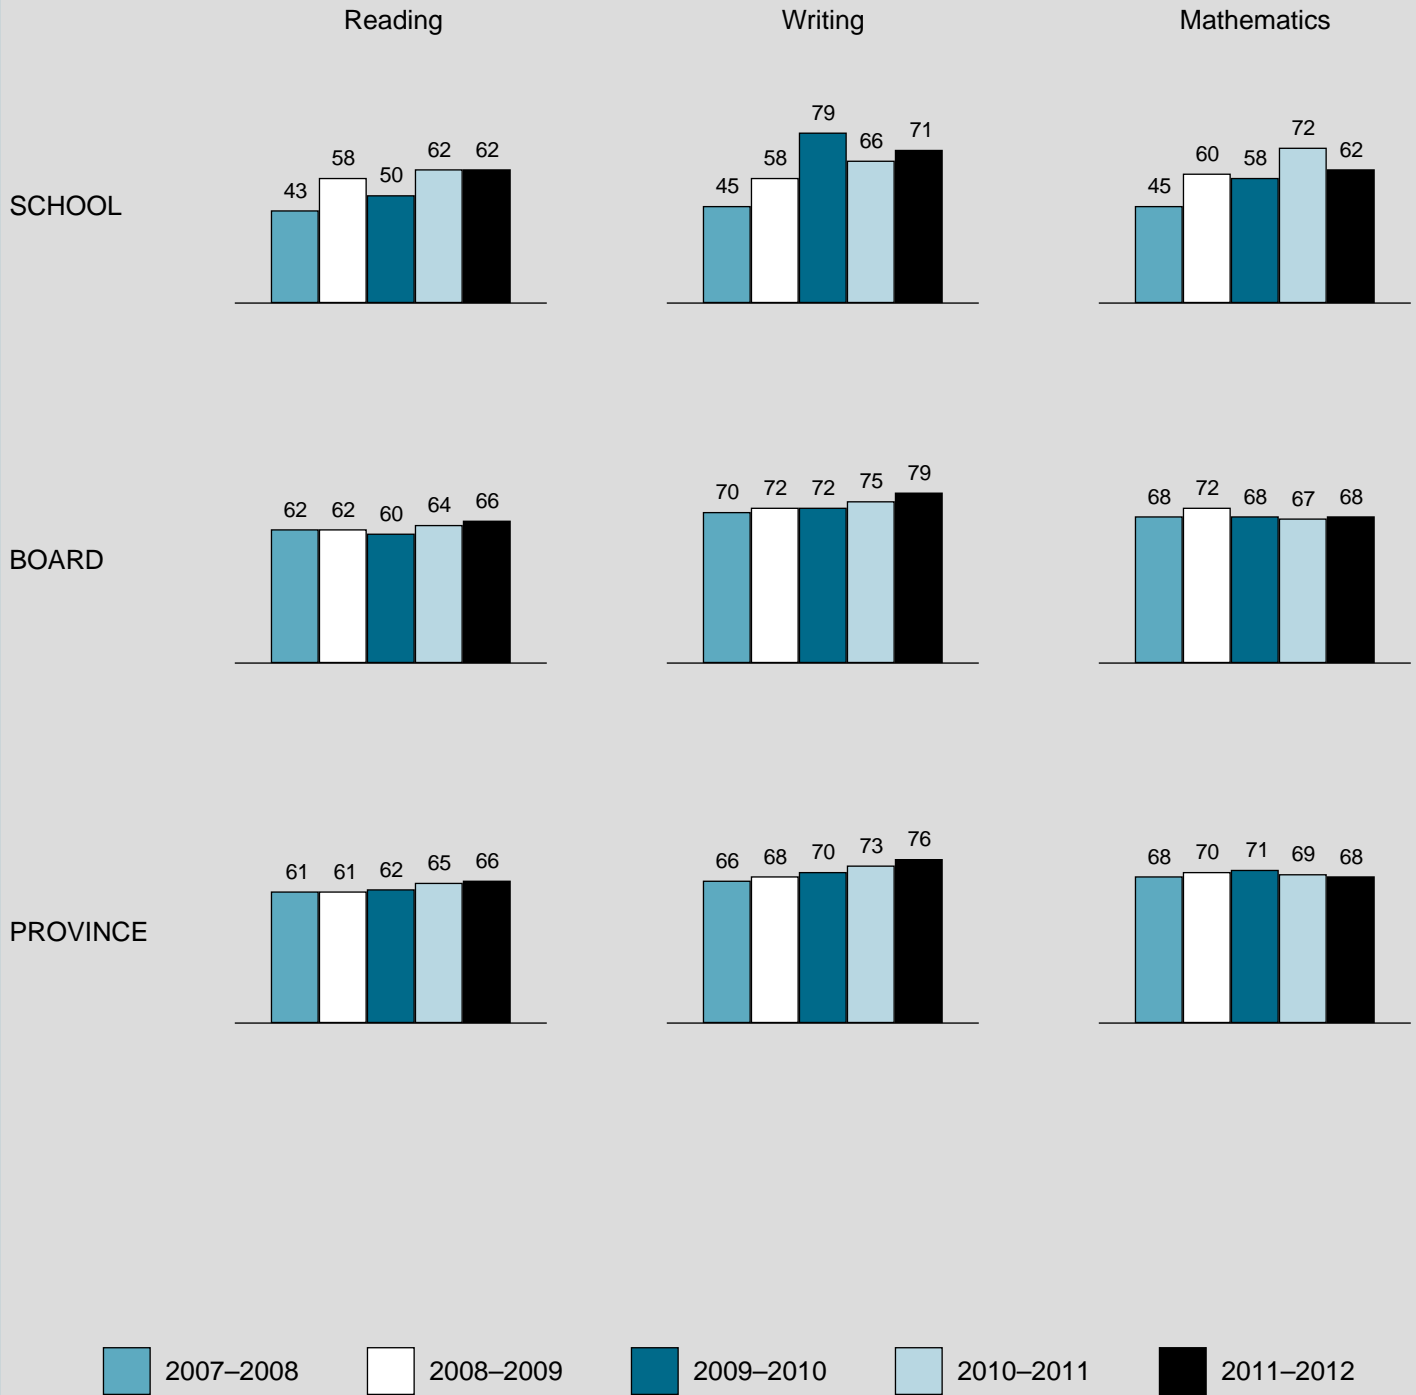 Reading Writing Mathematics
SCHOOL
43 58 50 62 62
45 58 79 66 71
45 60 58 72 62
BOARD
62 62 60 64 66
70 72 72 75 79
68 72 68 67 68
PROVINCE
61 61 62 65 66
66 68 70 73 76
68 70 71 69 68
2007–2008 2008–2009 2009–2010 2010–2011 2011–2012